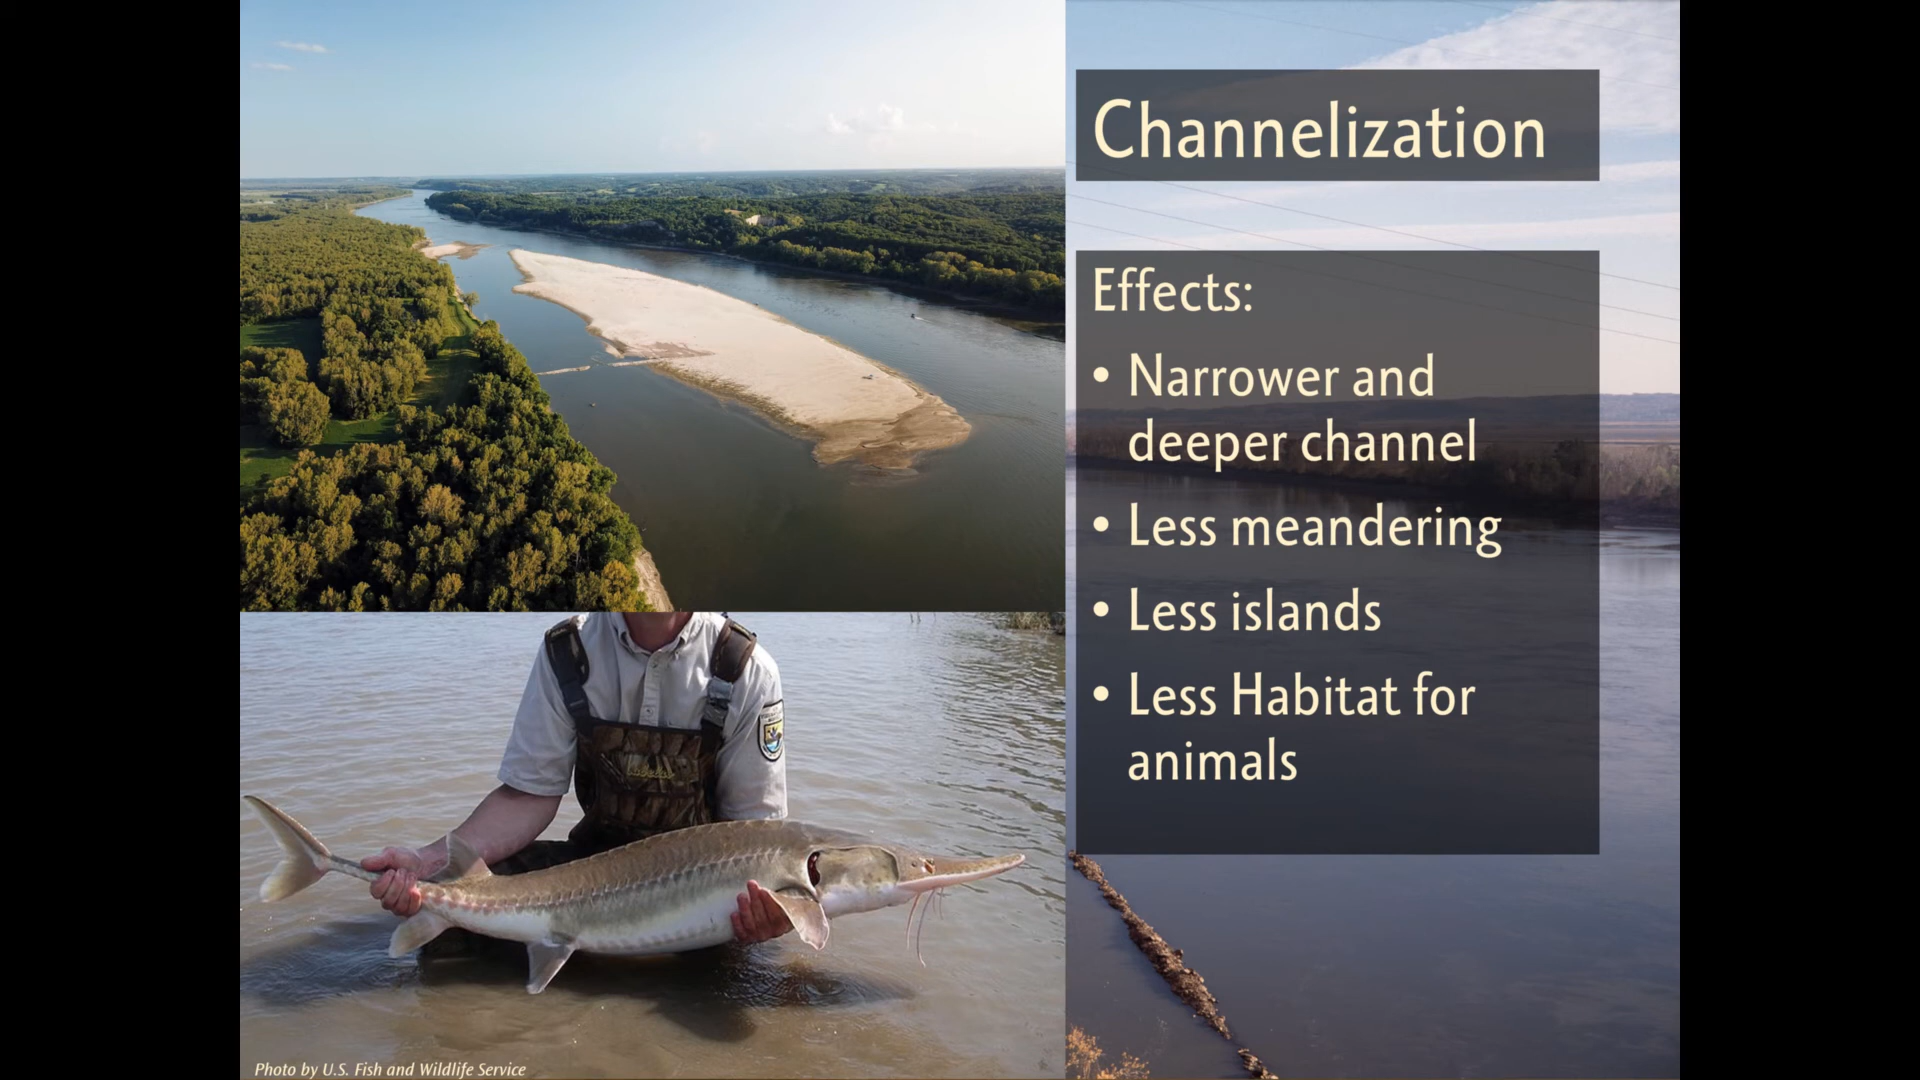 Channelization
Effects:
• Narrower and
deeper channel
• Less meandering
• Less islands
• Less Habitat for
animals
Photo by U.S. Fish and Wildlife Service